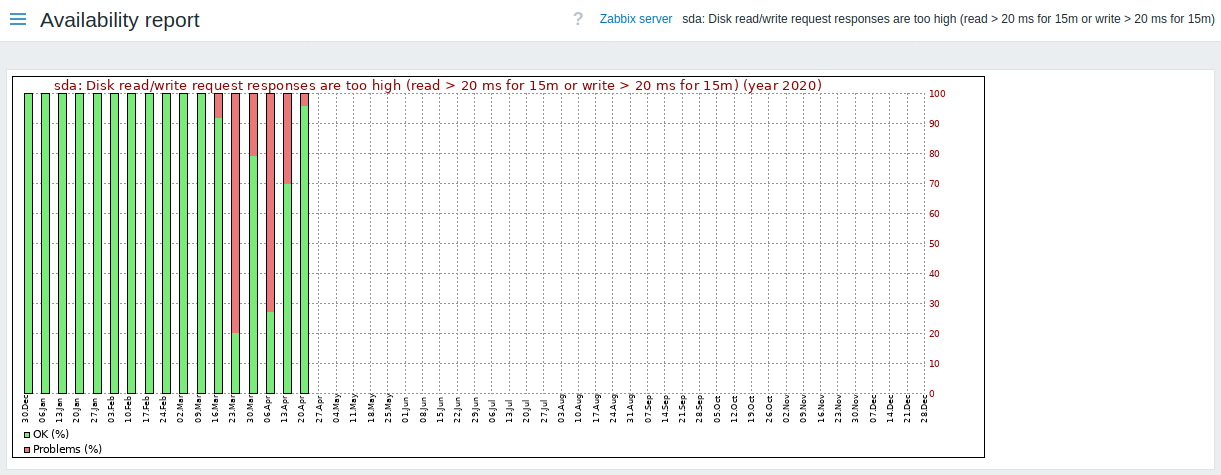 Availability report
? Zabbix server sda: Disk read/write request responses are too high (read > 20 ms for 15m or write > 20 ms for 15m)
sda: Disk read/write request responses are too high (read > 20 ms for 15m or write > 20 ms for 15m) (year 2020)
100
90
80
70
60
50
40
30
20
10
0
30.Dec
06.Jan
13.Jan
20.Jan
27.Jan
03.Feb
10.Feb
17.Feb
24.Feb
02.Mar
09.Mar
16.Mar
23.Mar
30.Mar
06.Apr
13.Apr
20.Apr
27.Apr
04.May
11.May
18.May
25.May
01.Jun
08.Jun
15.Jun
22.Jun
29.Jun
06.Jul
13.Jul
20.Jul
27.Jul
03.Aug
10.Aug
17.Aug
24.Aug
31.Aug
07.Sep
14.Sep
21.Sep
28.Sep
05.Oct
12.Oct
19.Oct
26.Oct
02.Nov
09.Nov
16.Nov
23.Nov
30.Nov
07.Dec
14.Dec
21.Dec
28.Dec
OK (%)
Problems (%)